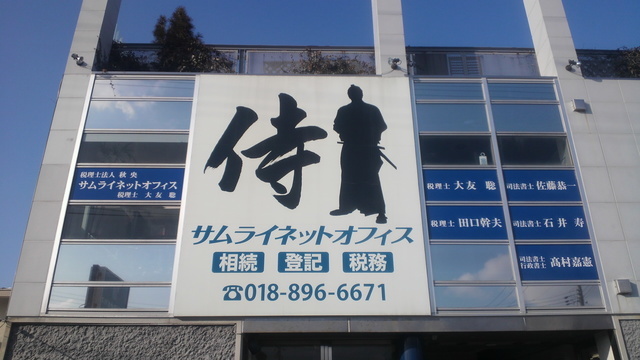 税理士法人 秋央
サムライネットオフィス
税理士 大友 聡
侍
サムライネットオフィス
相続 登記 税務
☎018-896-6671
税理士 大友 聡
税理士 田口幹夫
司法書士 佐藤恭一
司法書士 石井 寿
司法書士
行政書士 髙村嘉憲